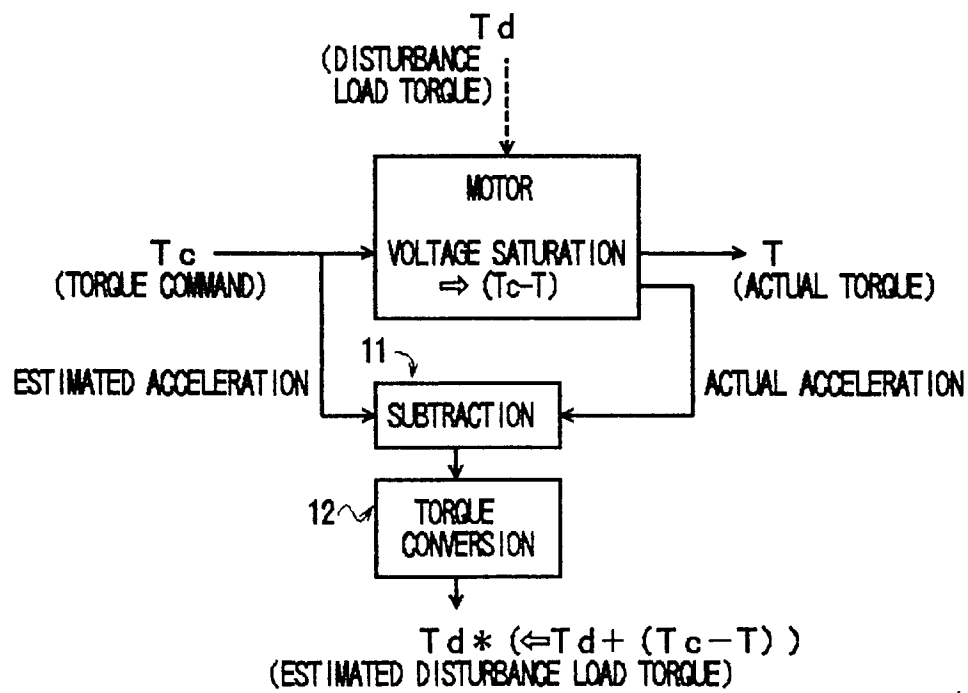 Td
(DISTURBANCE
LOAD TORQUE)
MOTOR
Tc
VOLTAGE SATURATION
T
(TORQUE COMMAND)
⇨ (Tc-T)
(ACTUAL TORQUE)
11
ESTIMATED ACCELERATION
ACTUAL ACCELERATION
SUBTRACTION
12
TORQUE
CONVERSION
Td* (⇦Td+ (Tc-T))
(ESTIMATED DISTURBANCE LOAD TORQUE)